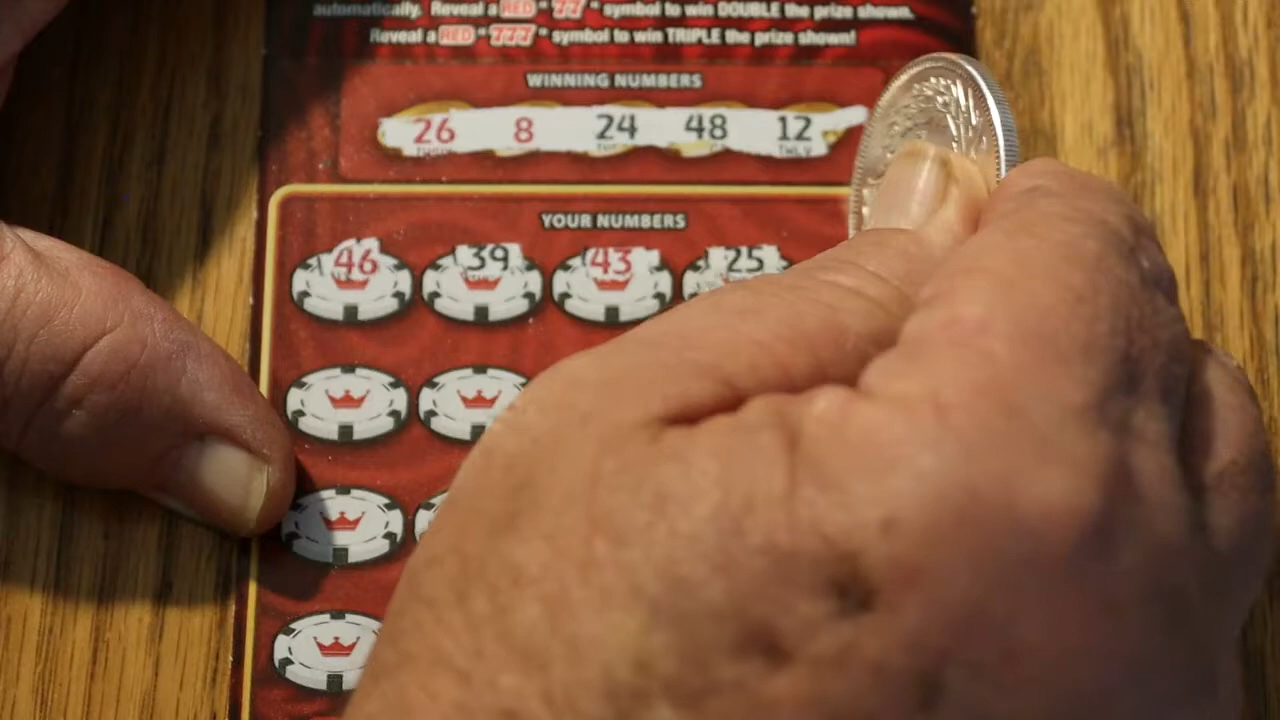 automatically. Reveal a RED "77" symbol to win DOUBLE the prize shown.
Reveal a RED "777" symbol to win TRIPLE the prize shown!
WINNING NUMBERS
26 8 24 48 12
YOUR NUMBERS
46 39 43 25